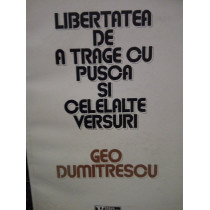 LIBERTATEA
DE
A TRAGE CU
PUSCA
SI
CELELALTE
VERSURI
GEO
DUMITRESCU